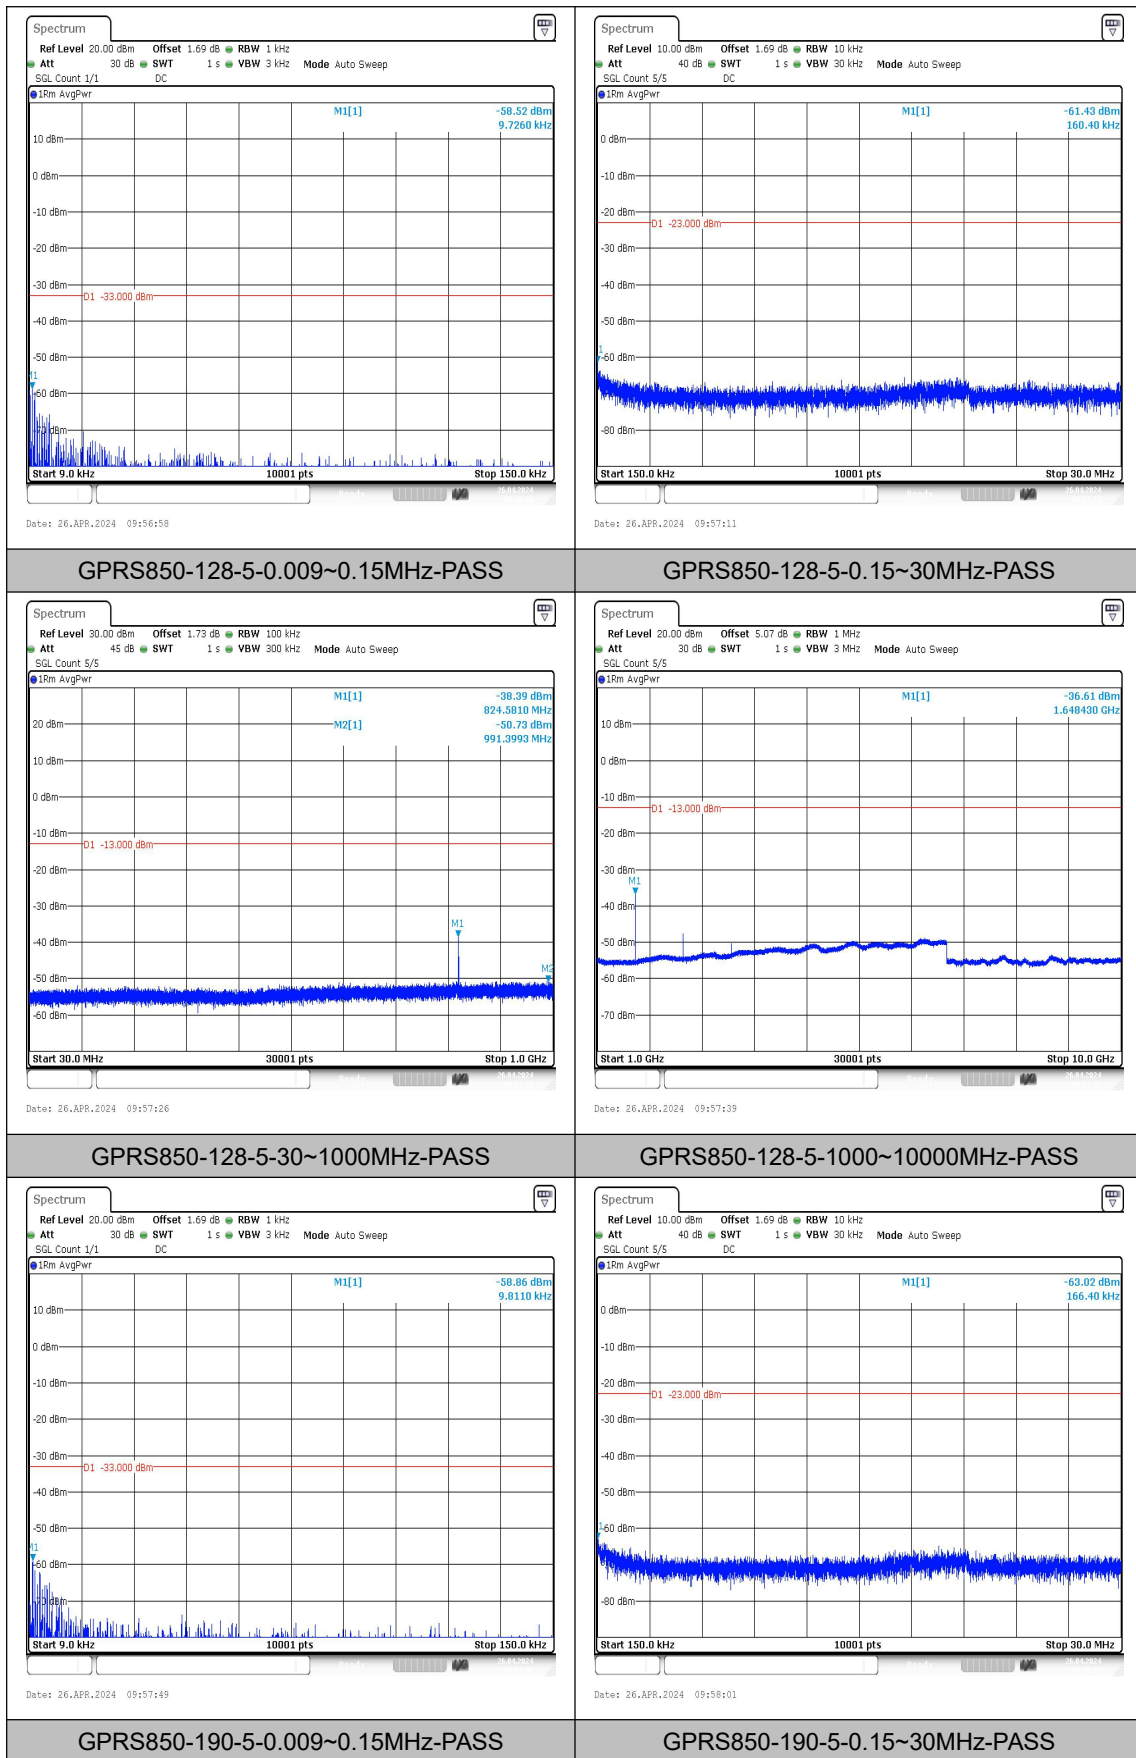 Spectrum
Ref Level 20.00 dBm Offset 1.69 dB RBW 1 kHz
Att 30 dB SWT 1 s VBW 3 kHz Mode Auto Sweep
SGL Count 1/1 DC
1Rm AvgPwr
M1[1] -58.52 dBm
9.7260 kHz
10 dBm
0 dBm
-10 dBm
-20 dBm
-30 dBm
D1 -33.000 dBm
-40 dBm
-50 dBm
M1
-60 dBm
-70 dBm
Start 9.0 kHz 10001 pts Stop 150.0 kHz
26.04.2024
Date: 26.APR.2024 09:56:58
GPRS850-128-5-0.009~0.15MHz-PASS
Spectrum
Ref Level 10.00 dBm Offset 1.69 dB RBW 10 kHz
Att 40 dB SWT 1 s VBW 30 kHz Mode Auto Sweep
SGL Count 5/5 DC
1Rm AvgPwr
M1[1] -61.43 dBm
160.40 kHz
0 dBm
-10 dBm
-20 dBm
D1 -23.000 dBm
-30 dBm
-40 dBm
-50 dBm
-60 dBm
-80 dBm
Start 150.0 kHz 10001 pts Stop 30.0 MHz
26.04.2024
Date: 26.APR.2024 09:57:11
GPRS850-128-5-0.15~30MHz-PASS
Spectrum
Ref Level 30.00 dBm Offset 1.73 dB RBW 100 kHz
Att 45 dB SWT 1 s VBW 300 kHz Mode Auto Sweep
SGL Count 5/5
1Rm AvgPwr
M1[1] -38.39 dBm
824.5810 MHz
M2[1] -50.73 dBm
991.3993 MHz
20 dBm
10 dBm
0 dBm
-10 dBm
D1 -13.000 dBm
-20 dBm
-30 dBm
-40 dBm
M1
M2
-50 dBm
-60 dBm
Start 30.0 MHz 30001 pts Stop 1.0 GHz
26.04.2024
Date: 26.APR.2024 09:57:26
GPRS850-128-5-30~1000MHz-PASS
Spectrum
Ref Level 20.00 dBm Offset 5.07 dB RBW 1 MHz
Att 30 dB SWT 1 s VBW 3 MHz Mode Auto Sweep
SGL Count 5/5
1Rm AvgPwr
M1[1] -36.61 dBm
1.648430 GHz
10 dBm
0 dBm
-10 dBm
D1 -13.000 dBm
-20 dBm
-30 dBm
M1
-40 dBm
-50 dBm
-60 dBm
-70 dBm
Start 1.0 GHz 30001 pts Stop 10.0 GHz
26.04.2024
Date: 26.APR.2024 09:57:39
GPRS850-128-5-1000~10000MHz-PASS
Spectrum
Ref Level 20.00 dBm Offset 1.69 dB RBW 1 kHz
Att 30 dB SWT 1 s VBW 3 kHz Mode Auto Sweep
SGL Count 1/1 DC
1Rm AvgPwr
M1[1] -58.86 dBm
9.8110 kHz
10 dBm
0 dBm
-10 dBm
-20 dBm
-30 dBm
D1 -33.000 dBm
-40 dBm
-50 dBm
M1
-60 dBm
-70 dBm
Start 9.0 kHz 10001 pts Stop 150.0 kHz
26.04.2024
Date: 26.APR.2024 09:57:49
GPRS850-190-5-0.009~0.15MHz-PASS
Spectrum
Ref Level 10.00 dBm Offset 1.69 dB RBW 10 kHz
Att 40 dB SWT 1 s VBW 30 kHz Mode Auto Sweep
SGL Count 5/5 DC
1Rm AvgPwr
M1[1] -63.02 dBm
166.40 kHz
0 dBm
-10 dBm
-20 dBm
D1 -23.000 dBm
-30 dBm
-40 dBm
-50 dBm
-60 dBm
-80 dBm
Start 150.0 kHz 10001 pts Stop 30.0 MHz
26.04.2024
Date: 26.APR.2024 09:58:01
GPRS850-190-5-0.15~30MHz-PASS